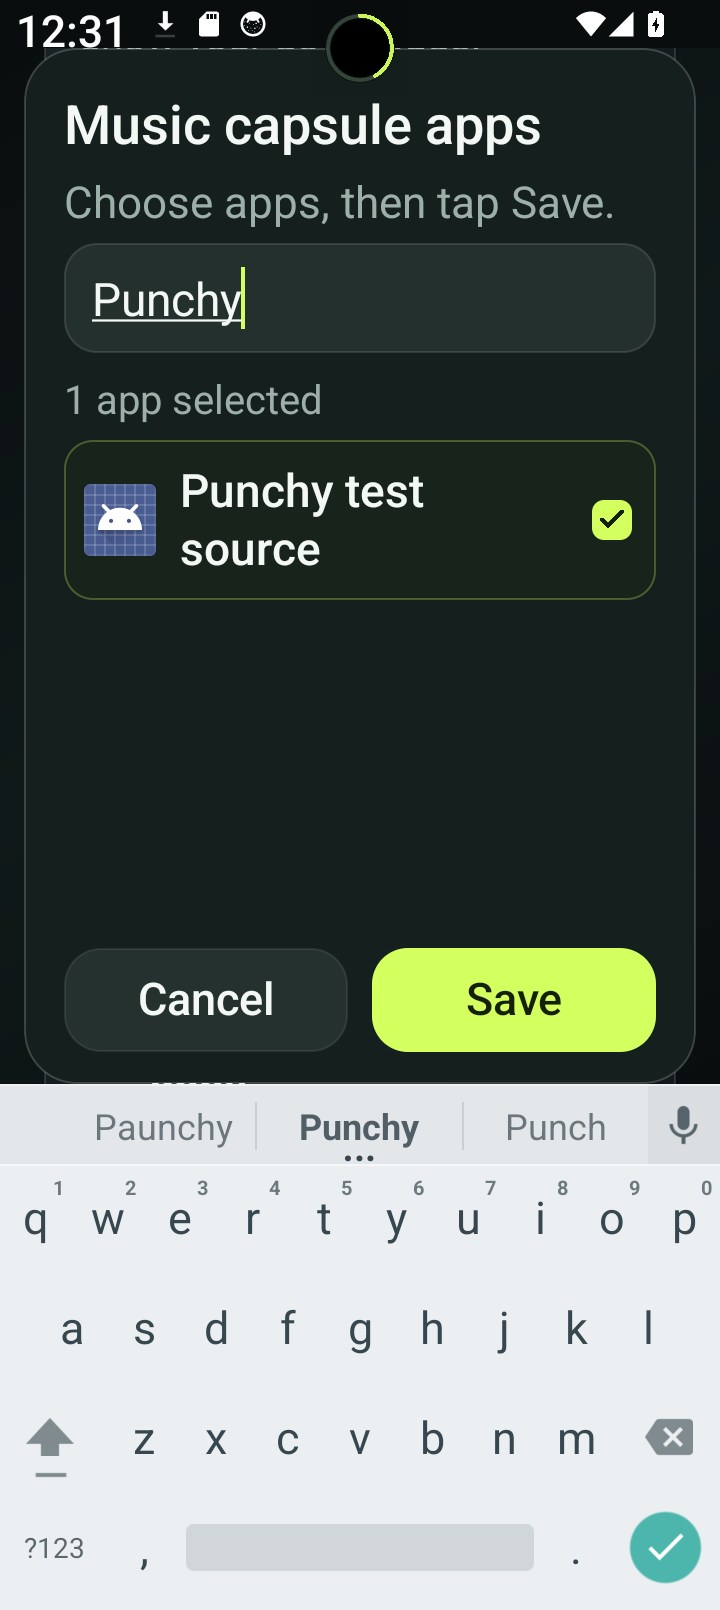 12:31
Music capsule apps
Choose apps, then tap Save.
Punchy
1 app selected
Punchy test
source
Cancel
Save
Paunchy Punchy Punch
1 2 3 4 5 6 7 8 9 0
q w e r t y u i o p
a s d f g h j k l
z x c v b n m
?123 , .